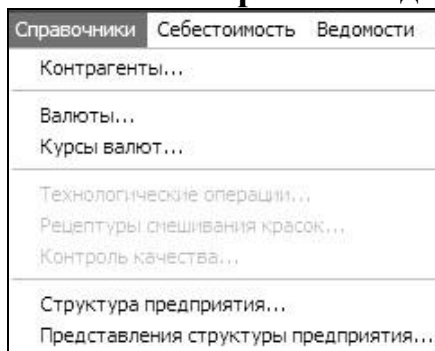 Справочники Себестоимость Ведомости
Контрагенты...
Валюты...
Курсы валют...
Технологические операции...
Рецептуры смешивания красок...
Контроль качества...
Структура предприятия...
Представления структуры предприятия...